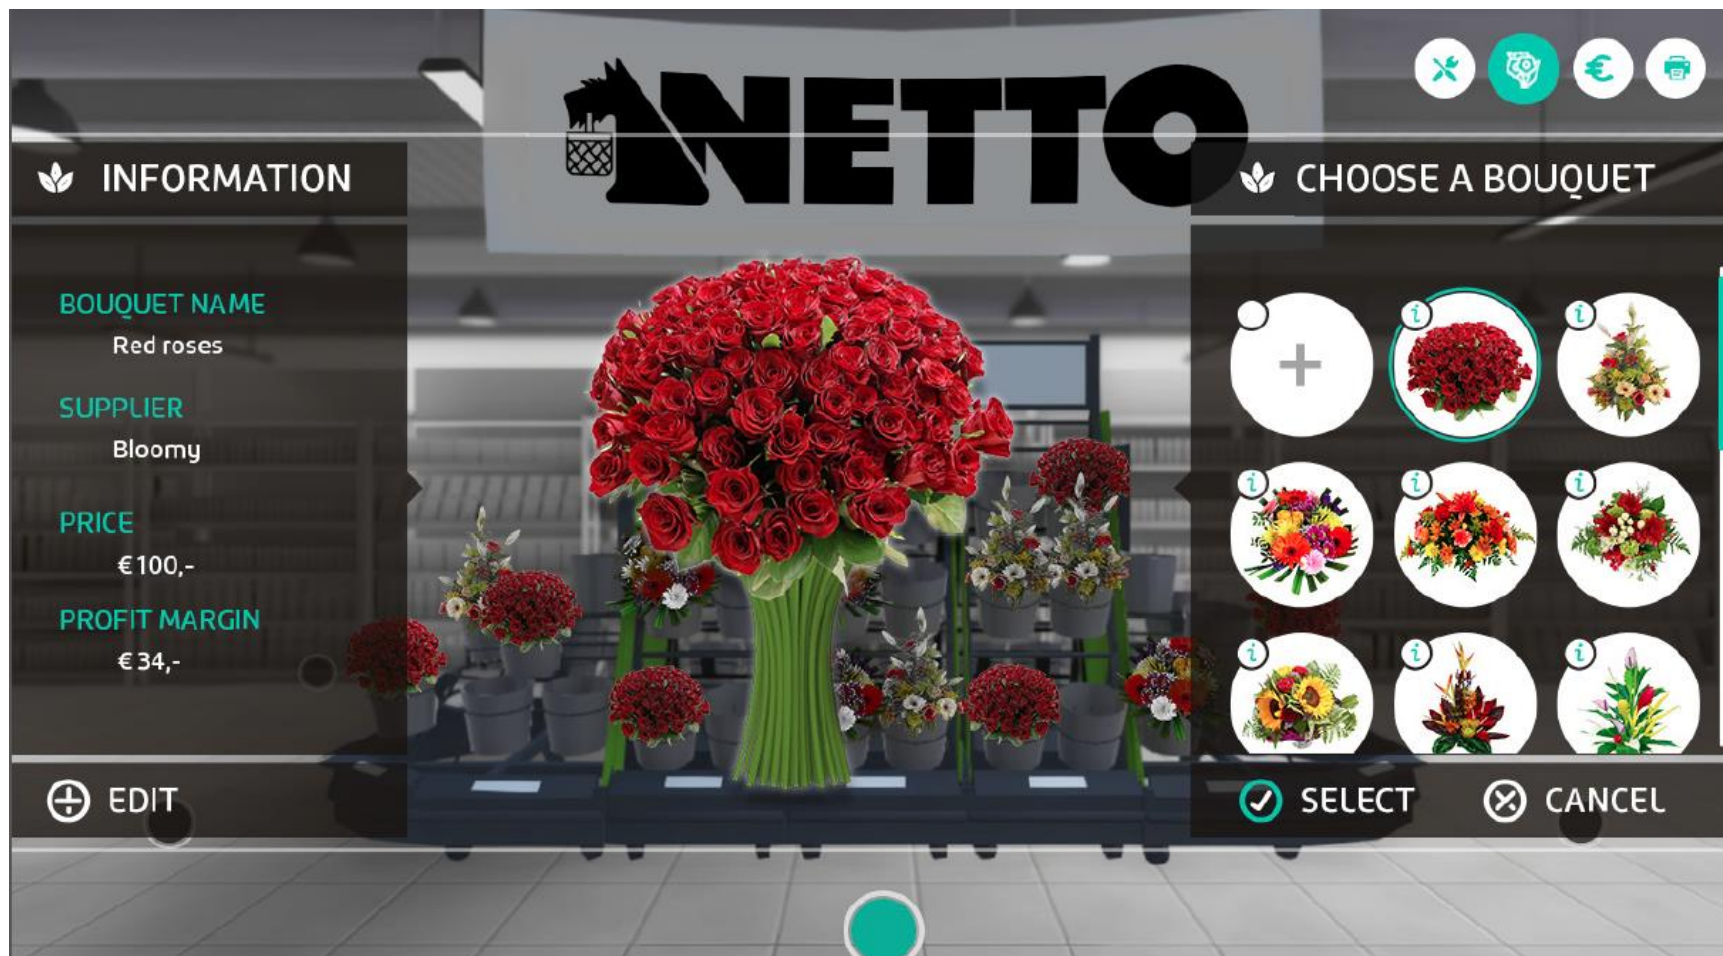 NETTO
INFORMATION
BOUQUET NAME
Red roses
SUPPLIER
Bloomy
PRICE
€100,-
PROFIT MARGIN
€34,-
EDIT
CHOOSE A BOUQUET
SELECT
CANCEL